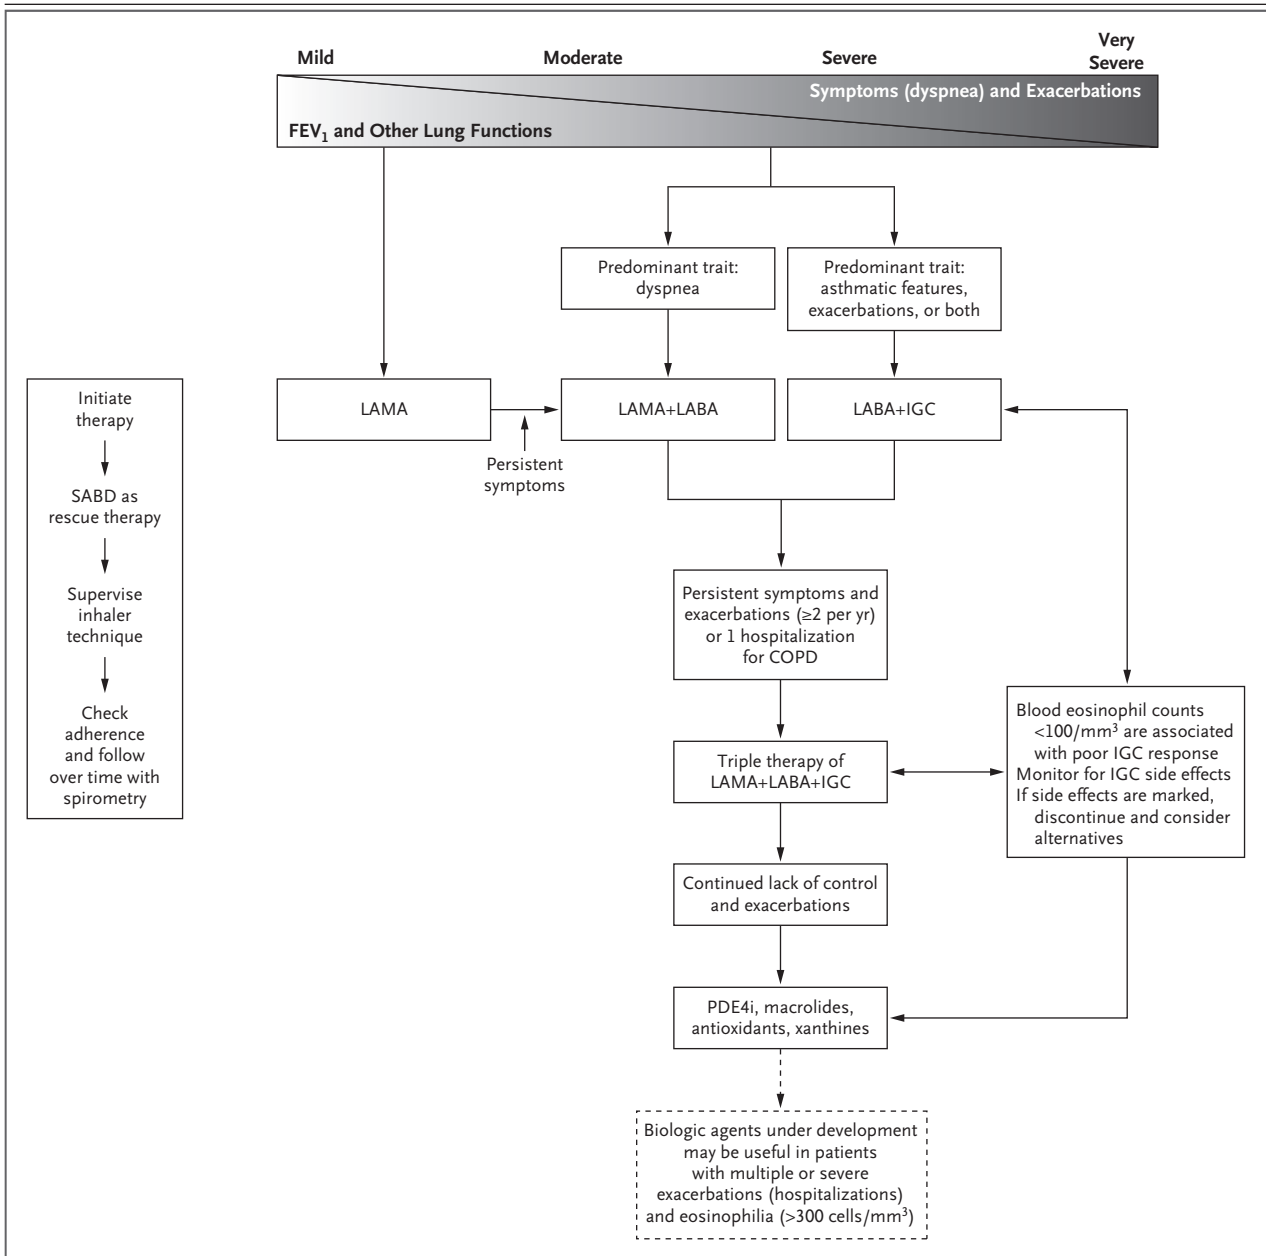 Mild
Moderate
Severe
Very
Severe
Symptoms (dyspnea) and Exacerbations
FEV1 and Other Lung Functions
Predominant trait:
dyspnea
Predominant trait:
asthmatic features,
exacerbations, or both
LAMA
LAMA+LABA
LABA+IGC
Persistent
symptoms
Initiate
therapy
SABD as
rescue therapy
Supervise
inhaler
technique
Check
adherence
and follow
over time with
spirometry
Persistent symptoms and
exacerbations (≥2 per yr)
or 1 hospitalization
for COPD
Blood eosinophil counts
<100/mm³ are associated
with poor IGC response
Monitor for IGC side effects
If side effects are marked,
discontinue and consider
alternatives
Triple therapy of
LAMA+LABA+IGC
Continued lack of control
and exacerbations
PDE4i, macrolides,
antioxidants, xanthines
Biologic agents under development
may be useful in patients
with multiple or severe
exacerbations (hospitalizations)
and eosinophilia (>300 cells/mm³)